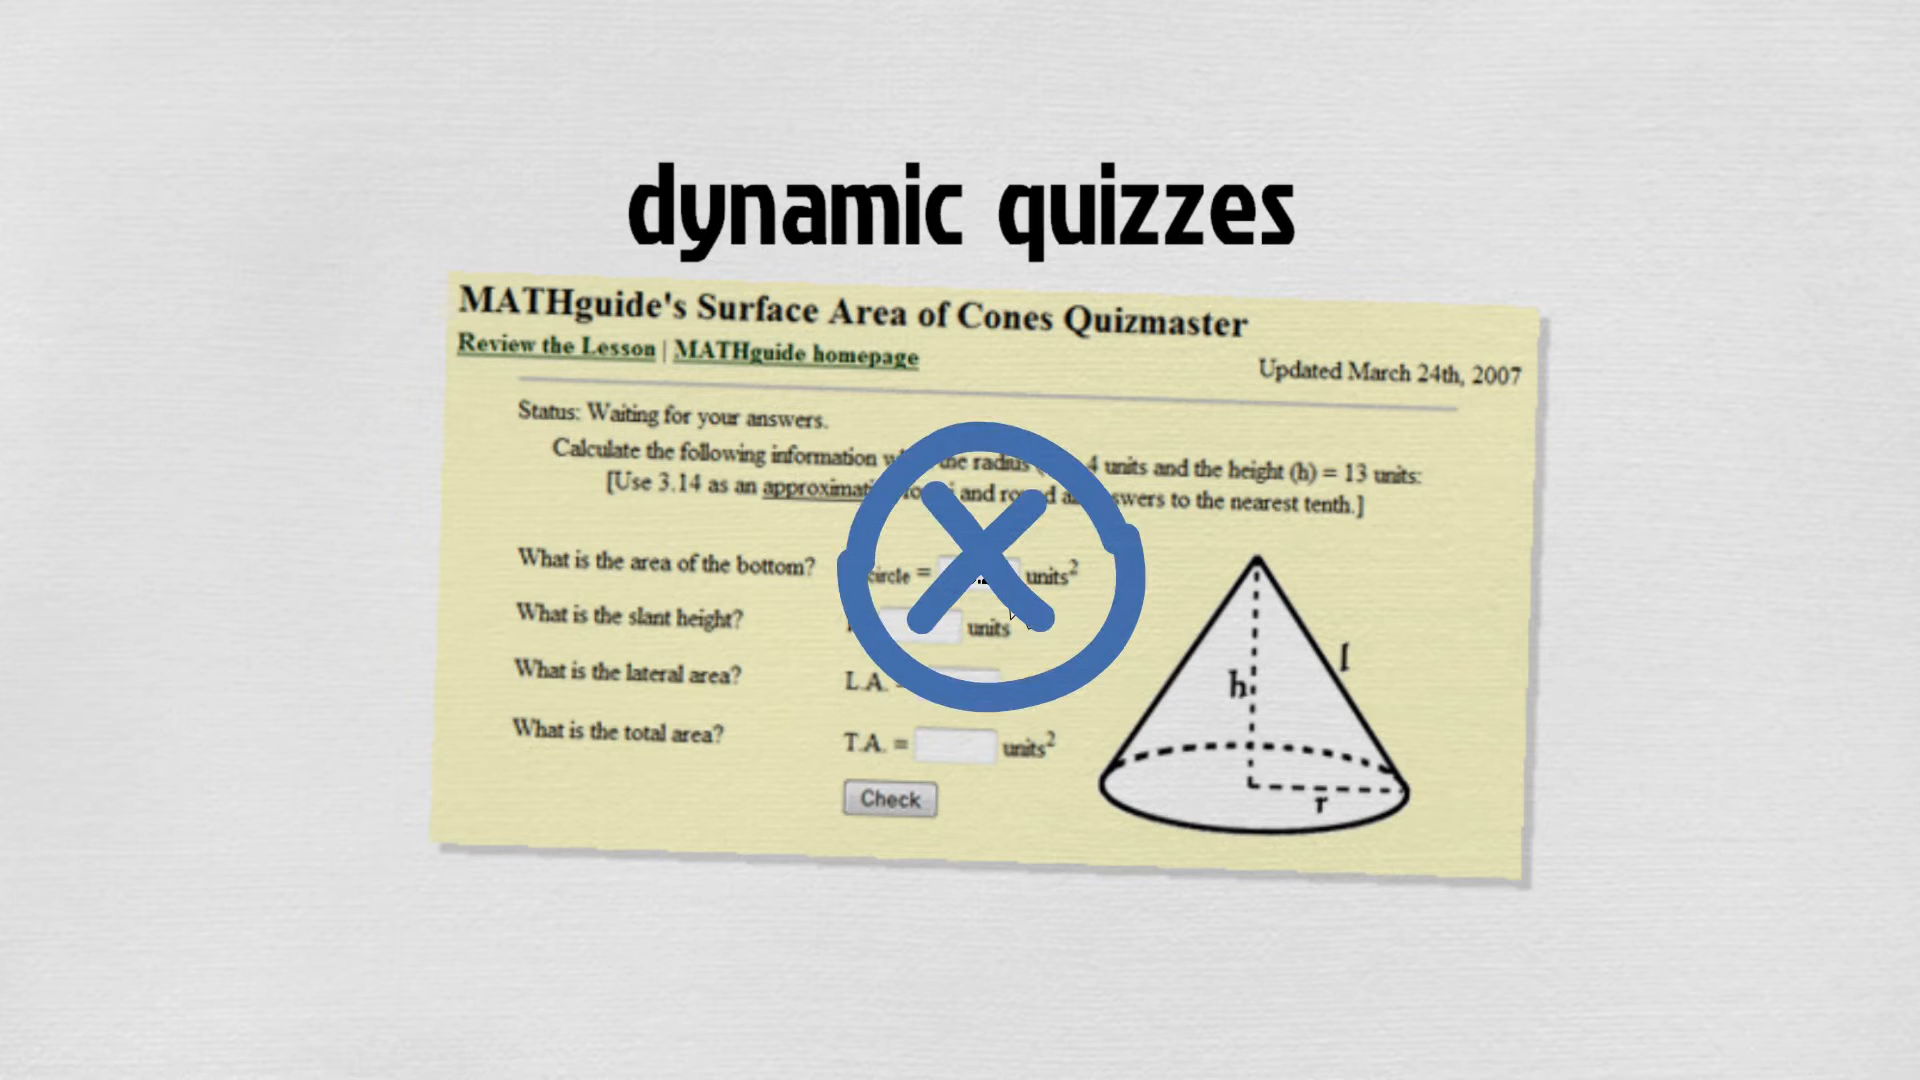 dynamic quizzes
MATHguide's Surface Area of Cones Quizmaster
Review the Lesson | MATHguide homepage
Updated March 24th, 2007
Status: Waiting for your answers.
Calculate the following information the radius 4 units and the height (h) = 13 units:
[Use 3.14 as an and to the nearest tenth.]
What is the area of the bottom? circle = units²
What is the slant height? units
What is the lateral area? L.A.
What is the total area? T.A. = units²
Check
h
l
r